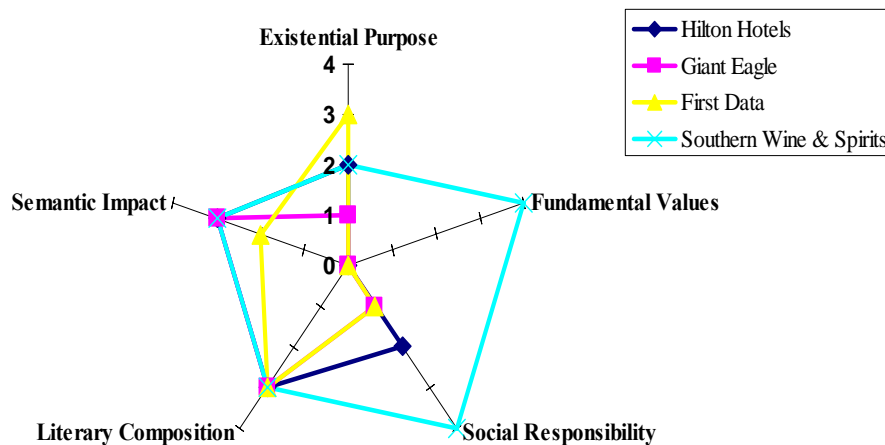 Existential Purpose
Hilton Hotels
Giant Eagle
First Data
Southern Wine & Spirits
4
3
2
1
0
Semantic Impact
Fundamental Values
Literary Composition
Social Responsibility